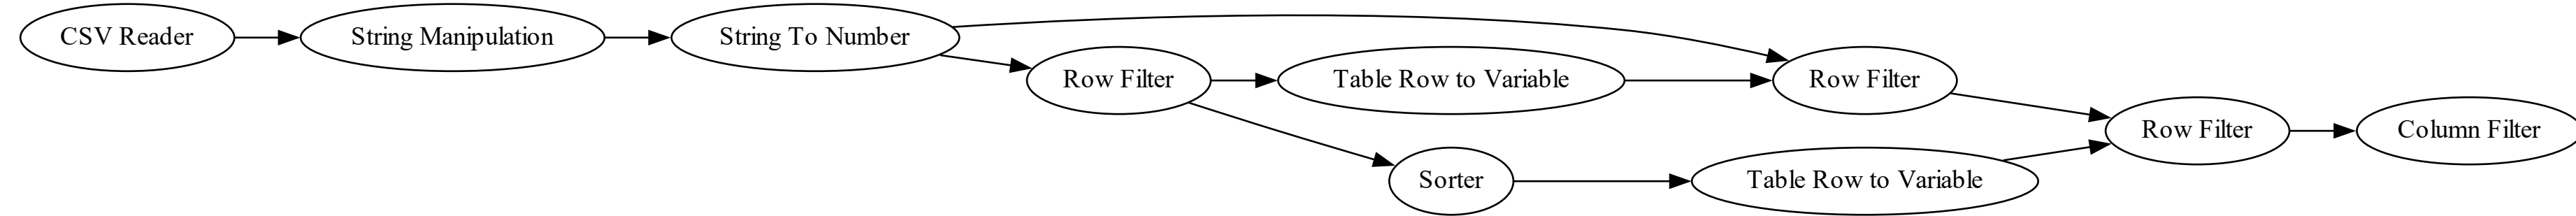 CSV Reader
String Manipulation
String To Number
Row Filter
Table Row to Variable
Row Filter
Sorter
Table Row to Variable
Row Filter
Column Filter